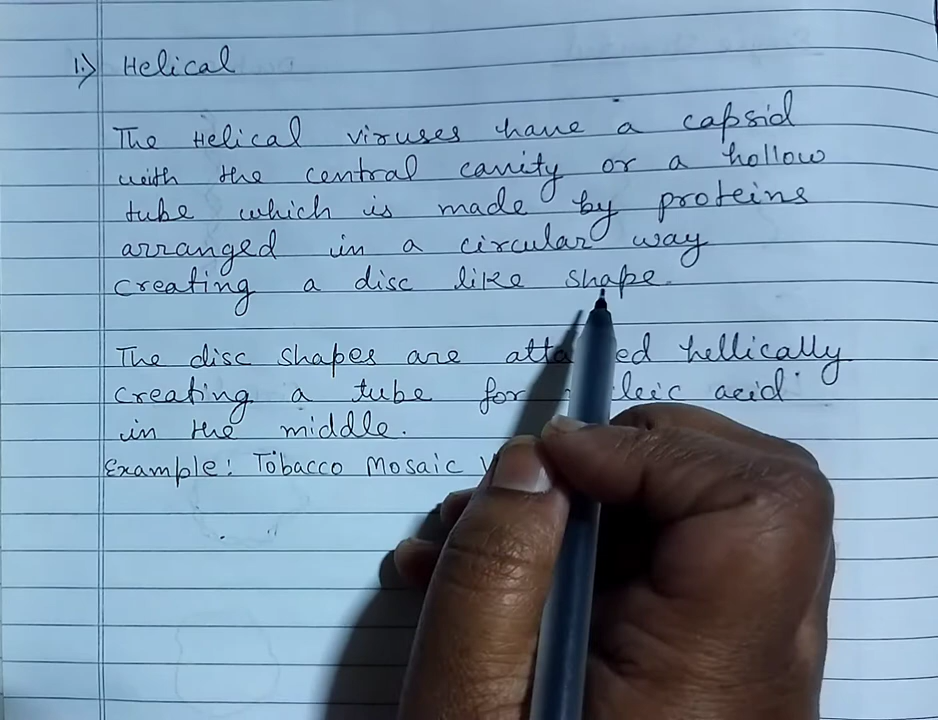 1.) Helical
The Helical viruses have a capsid
with the central cavity or a hollow
tube which is made by proteins
arranged in a circular way
creating a disc like shape.
The disc shapes are hellically
creating a tube for acid
in the middle.
Example: Tobacco Mosaic